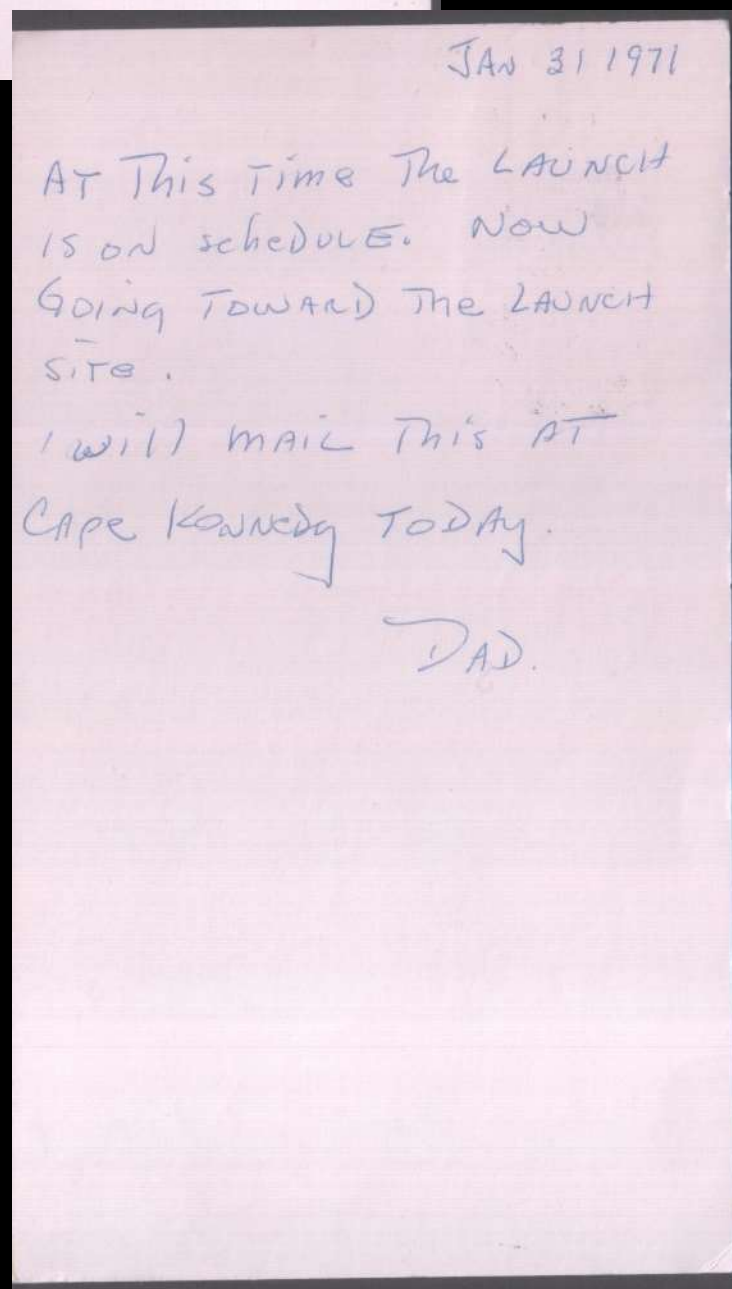 JAN 31 1971
AT This Time The LAUNCH
IS ON scheDULE. NOW
GOING TOWARD The LAUNCH
SITE.
I will MAIL This AT
CAPE KENNEDY TODAY.
DAD.